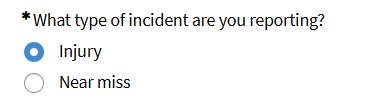 * What type of incident are you reporting?
Injury
Near miss